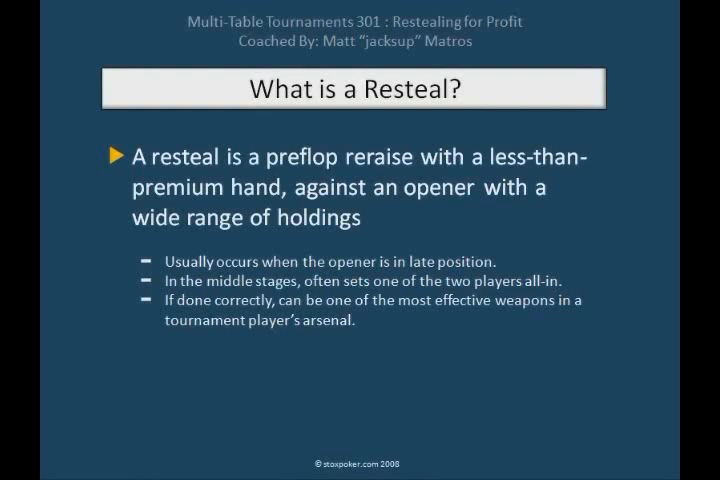 Multi-Table Tournaments 301 : Restealing for Profit
Coached By: Matt “jacksup” Matros
What is a Resteal?
A resteal is a preflop reraise with a less-than-
premium hand, against an opener with a
wide range of holdings
– Usually occurs when the opener is in late position.
– In the middle stages, often sets one of the two players all-in.
– If done correctly, can be one of the most effective weapons in a
tournament player’s arsenal.
© stoxpoker.com 2008